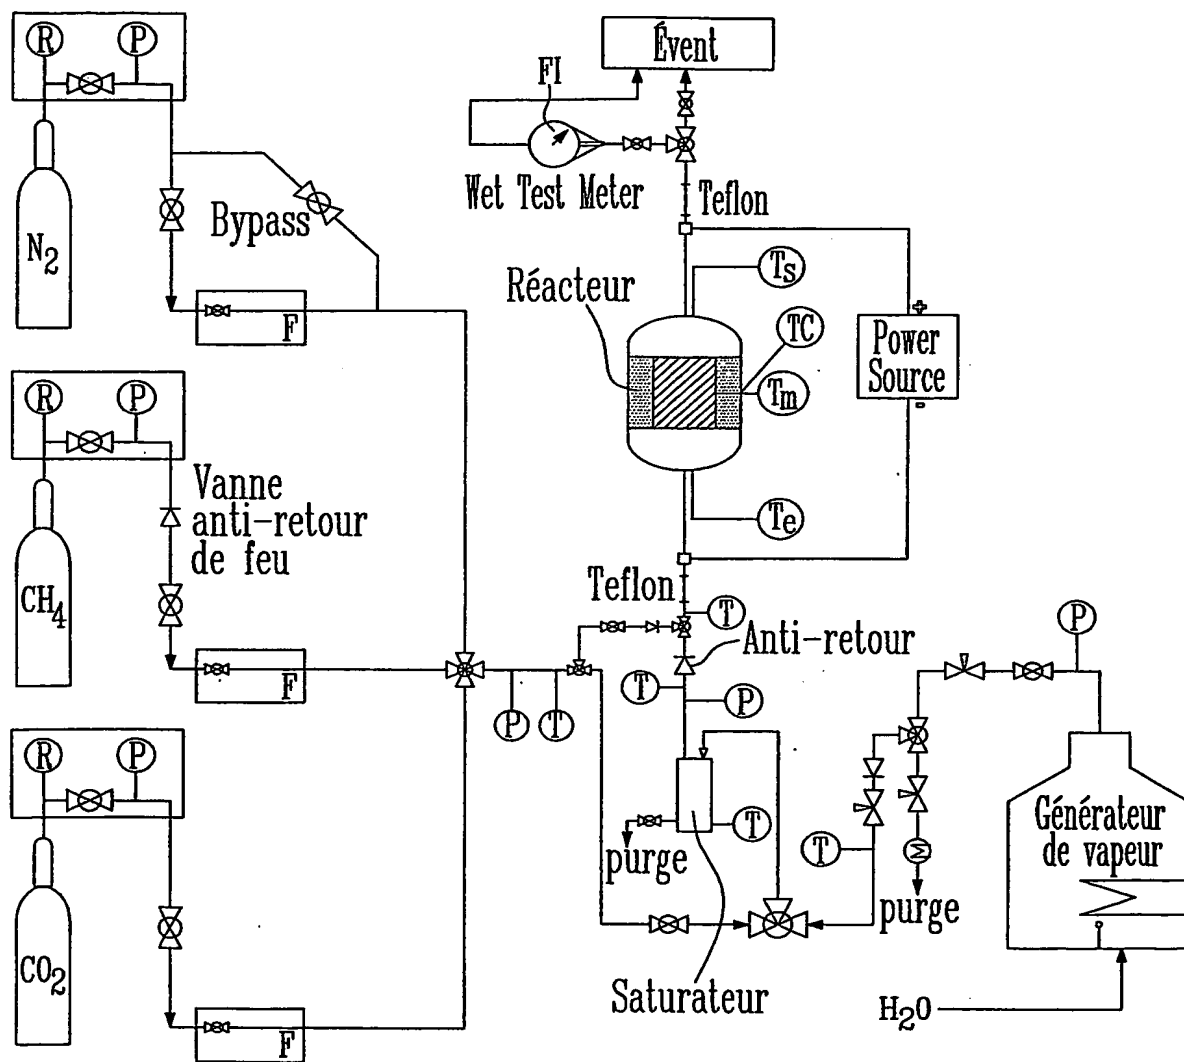 R P
Évent
FI
Wet Test Meter
Teflon
N2
Bypass
F
Ts
Réacteur
TC
Tm
Power
Source
+
-
Te
R P
Vanne
anti-retour
de feu
CH4
F
Teflon
T
Anti-retour
P
T
P
P T
R P
T
Générateur
de vapeur
purge
T
M
purge
CO2
Saturateur
H2O
F